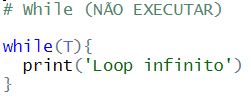 # While (NÃO EXECUTAR)
while(T){
  print('Loop infinito')
}